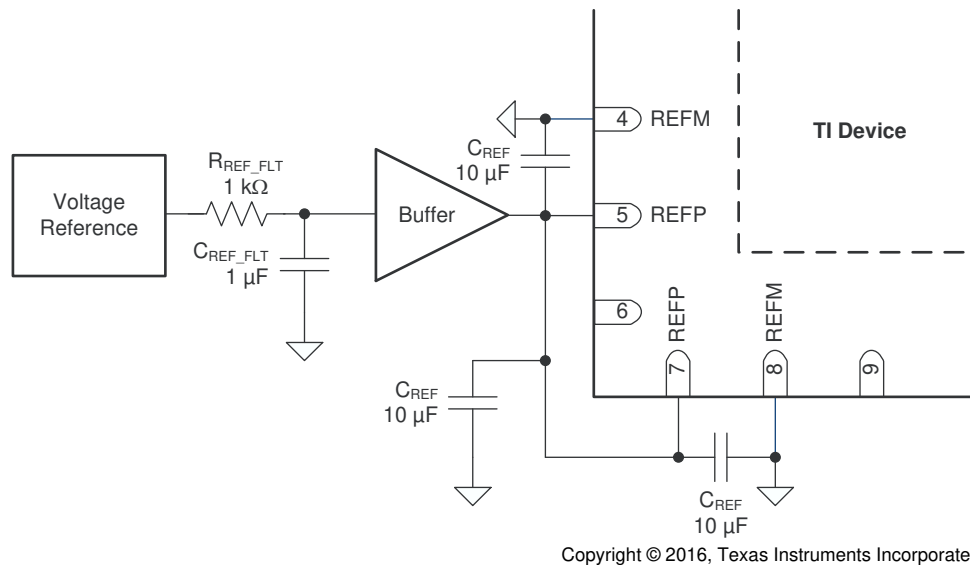 4 REFM
TI Device
CREF
10 µF
RREF_FLT
1 kΩ
Voltage
Reference
Buffer
5 REFP
CREF_FLT
1 µF
6
REFP
REFM
7
8
9
CREF
10 µF
CREF
10 µF
Copyright © 2016, Texas Instruments Incorporate